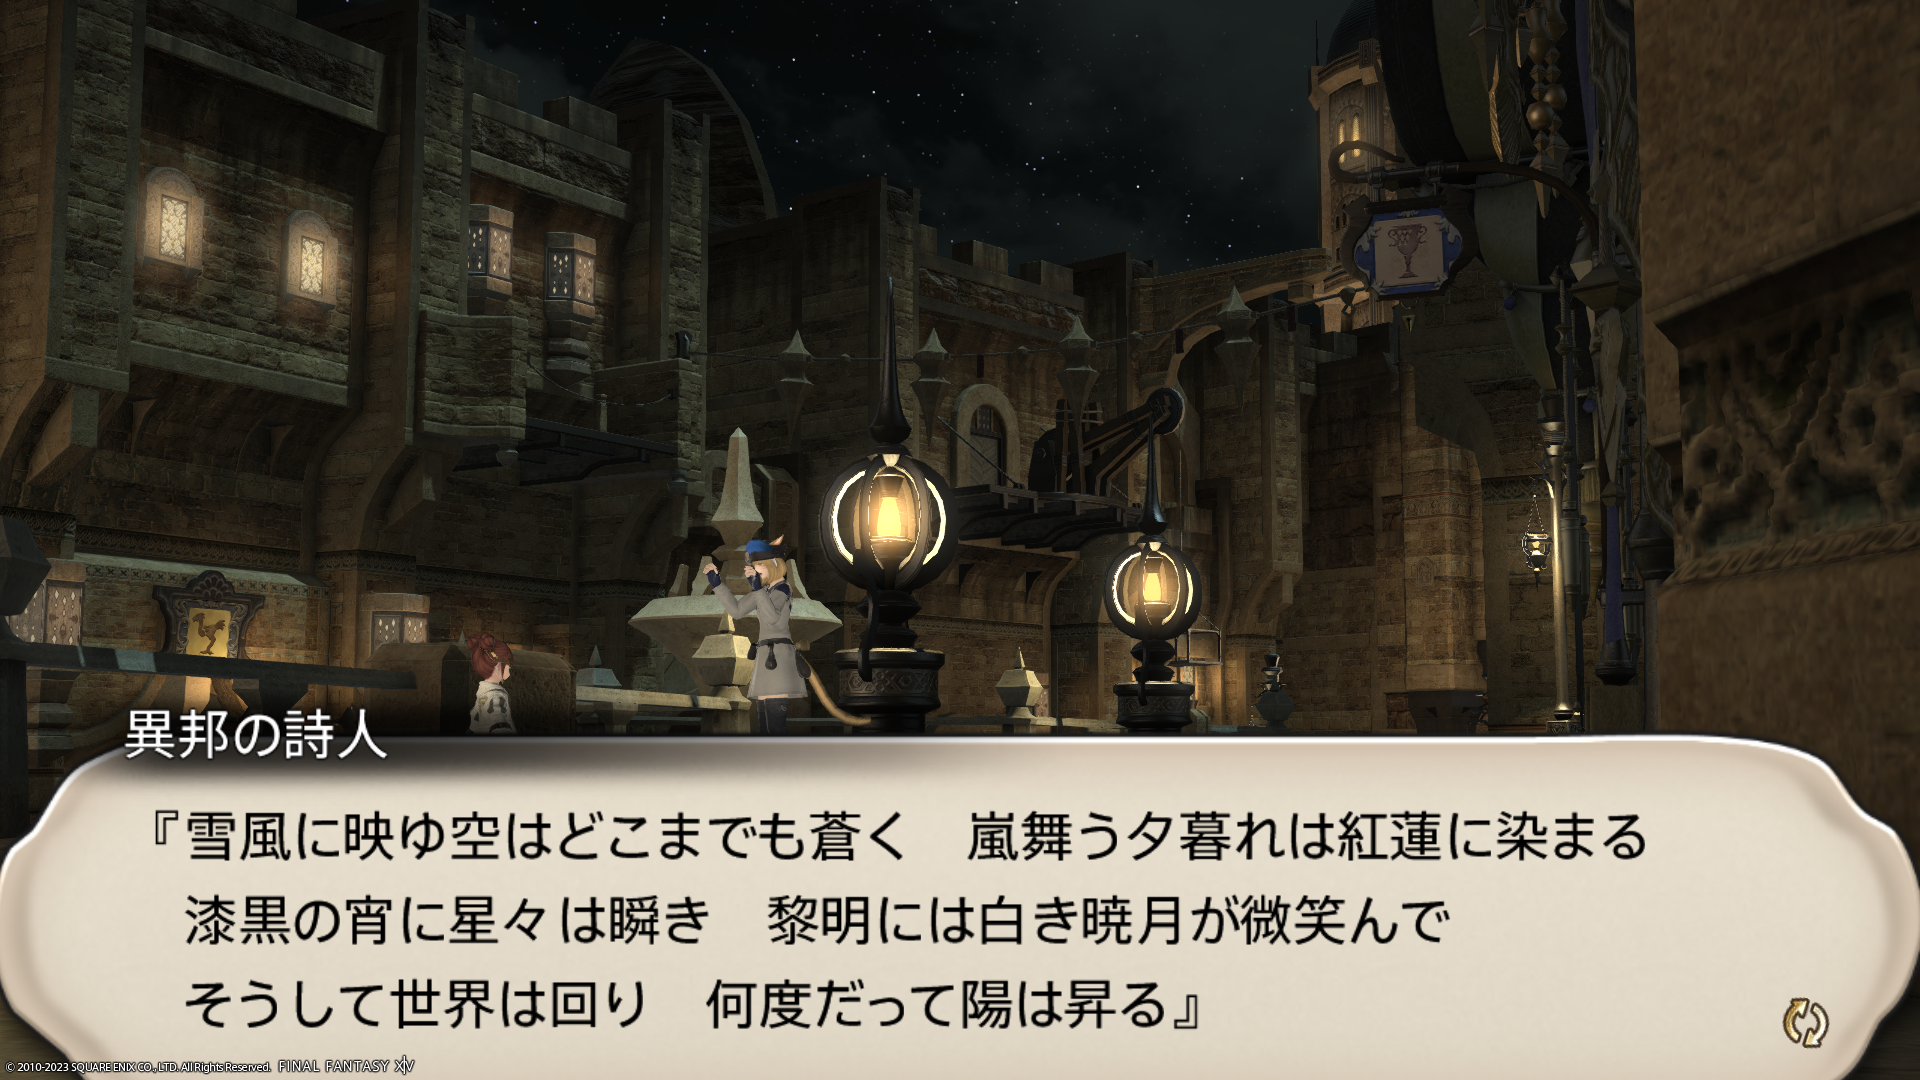 異邦の詩人
『雪風に映ゆ空はどこまでも蒼く　嵐舞う夕暮れは紅蓮に染まる
漆黒の宵に星々は瞬き　黎明には白き暁月が微笑んで
そうして世界は回り　何度だって陽は昇る』
© 2010-2023 SQUARE ENIX CO., LTD. All Rights Reserved. FINAL FANTASY XIV